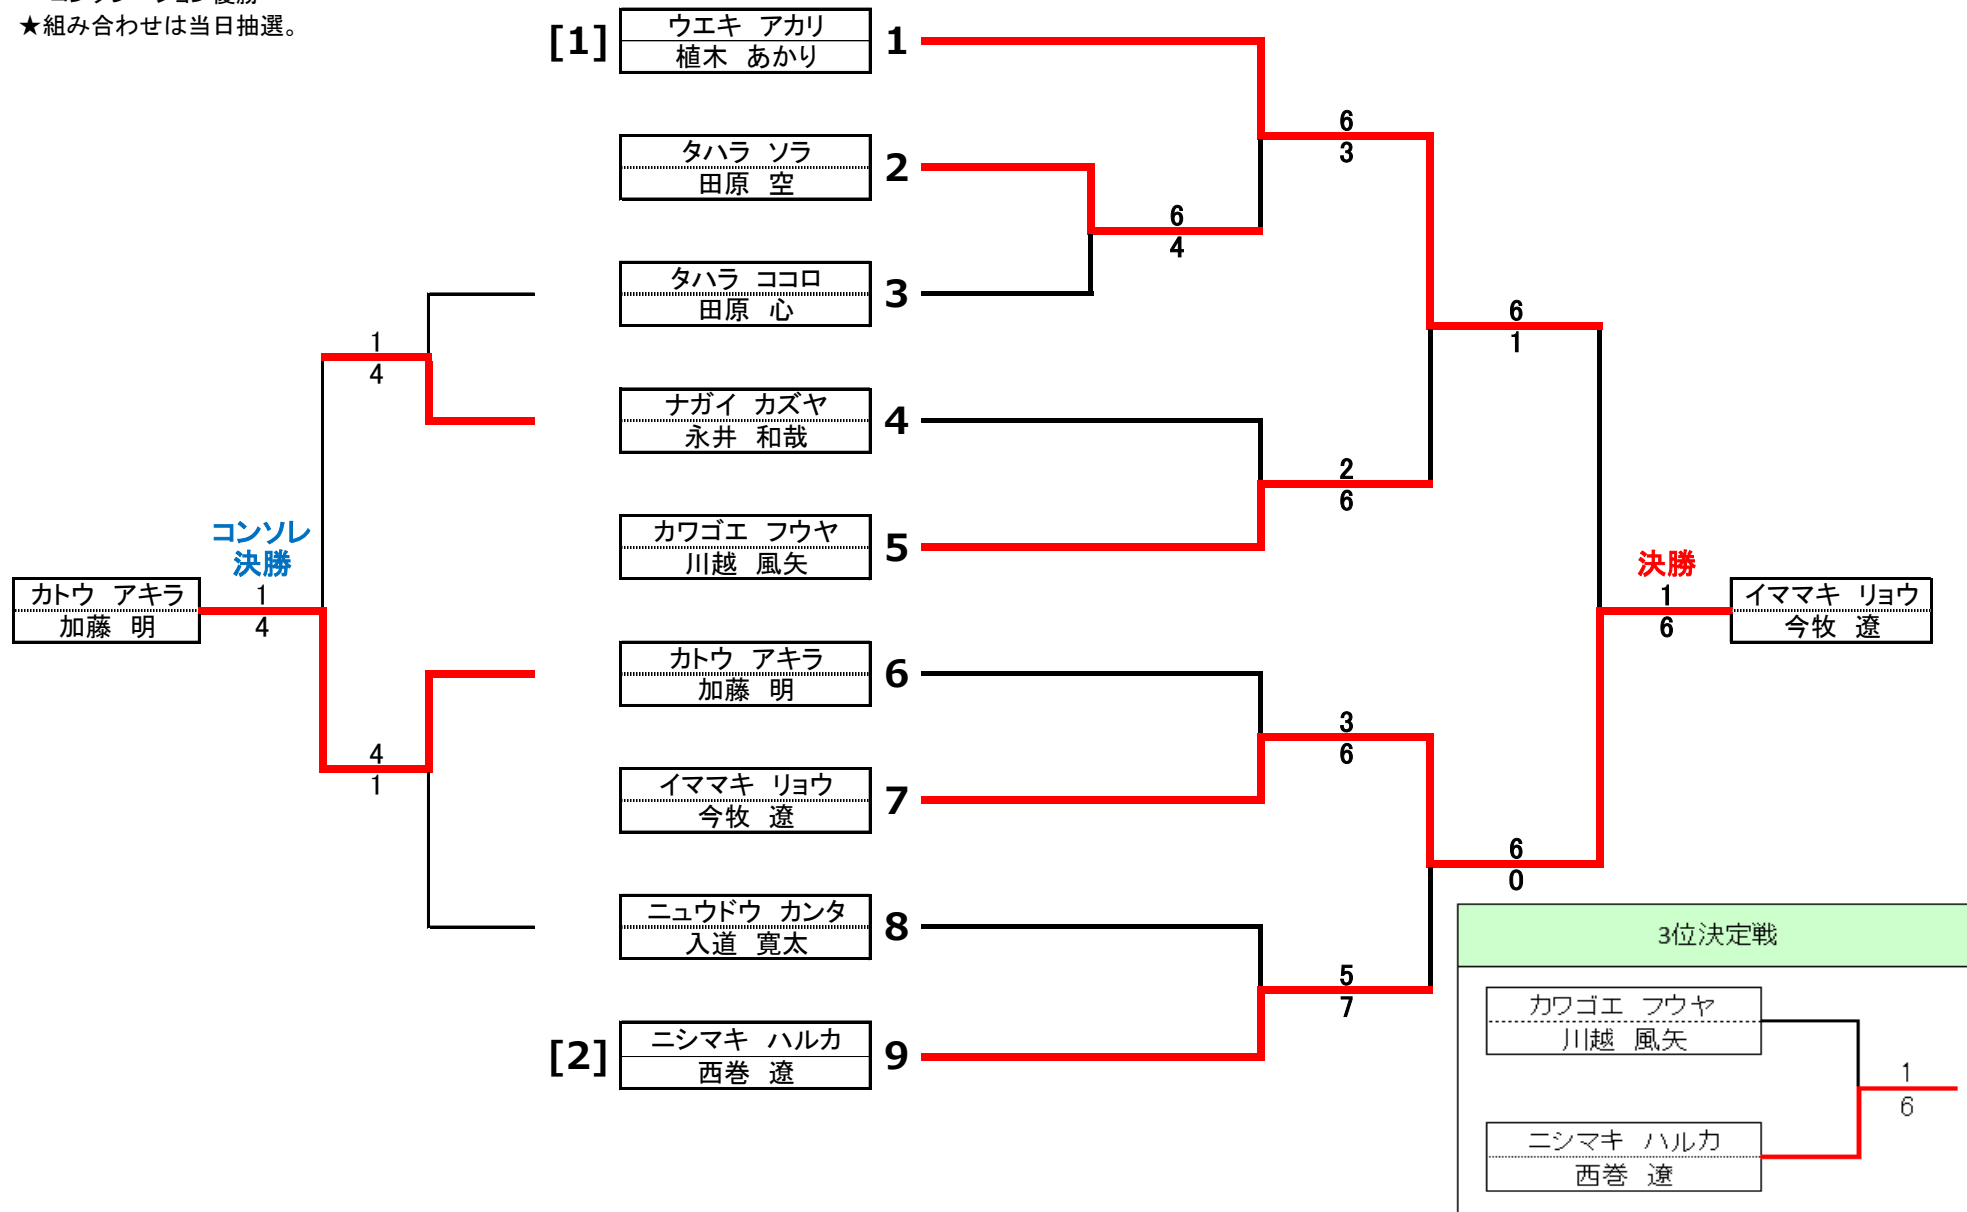 ★組み合わせは当日抽選。
[1]
ウエキ アカリ
植木 あかり
1
6
3
タハラ ソラ
田原 空
2
6
4
タハラ ココロ
田原 心
3
6
1
1
4
ナガイ カズヤ
永井 和哉
4
2
6
カワゴエ フウヤ
川越 風矢
5
コンソレ
決勝
1
4
カトウ アキラ
加藤 明
決勝
1
6
イママキ リョウ
今牧 遼
カトウ アキラ
加藤 明
6
3
6
4
1
イママキ リョウ
今牧 遼
7
6
0
ニュウドウ カンタ
入道 寛太
8
5
7
[2]
ニシマキ ハルカ
西巻 遼
9
3位決定戦
カワゴエ フウヤ
川越 風矢
1
6
ニシマキ ハルカ
西巻 遼